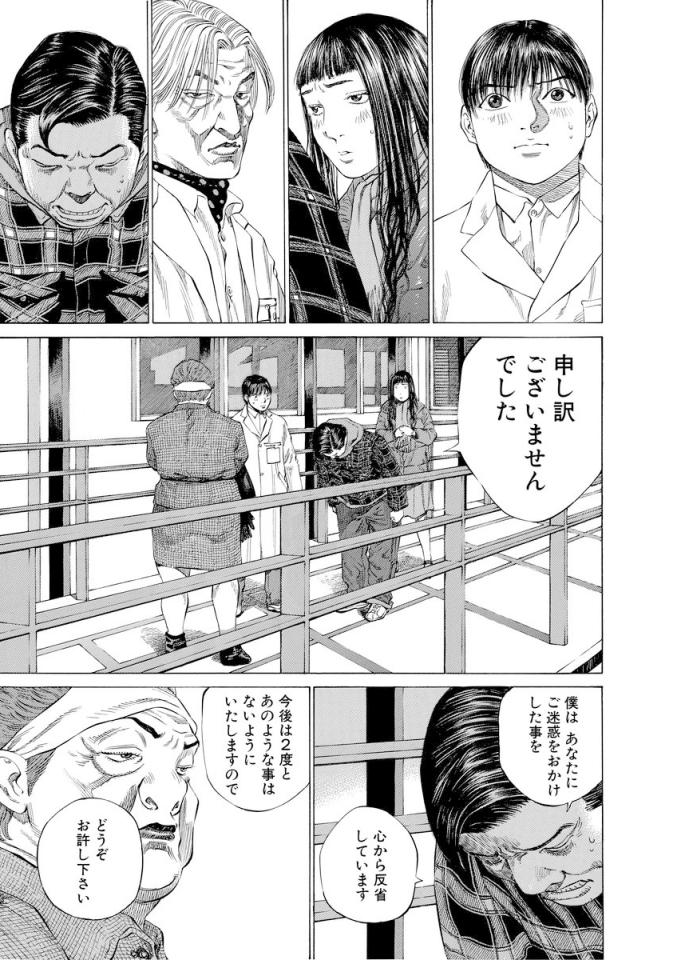 申し訳
ございません
でした
僕は あなたに
ご迷惑をおかけ
した事を
心から反省
しています
今後は２度と
あのような事は
ないように
いたしますので
どうぞ
お許し下さい